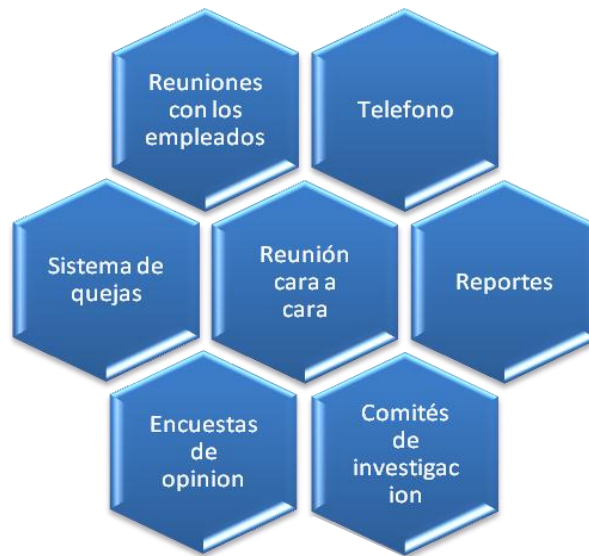 Reuniones
con los
empleados
Telefono
Sistema de
quejas
Reunión
cara a
cara
Reportes
Encuestas
de
opinion
Comités
de
investigac
ion